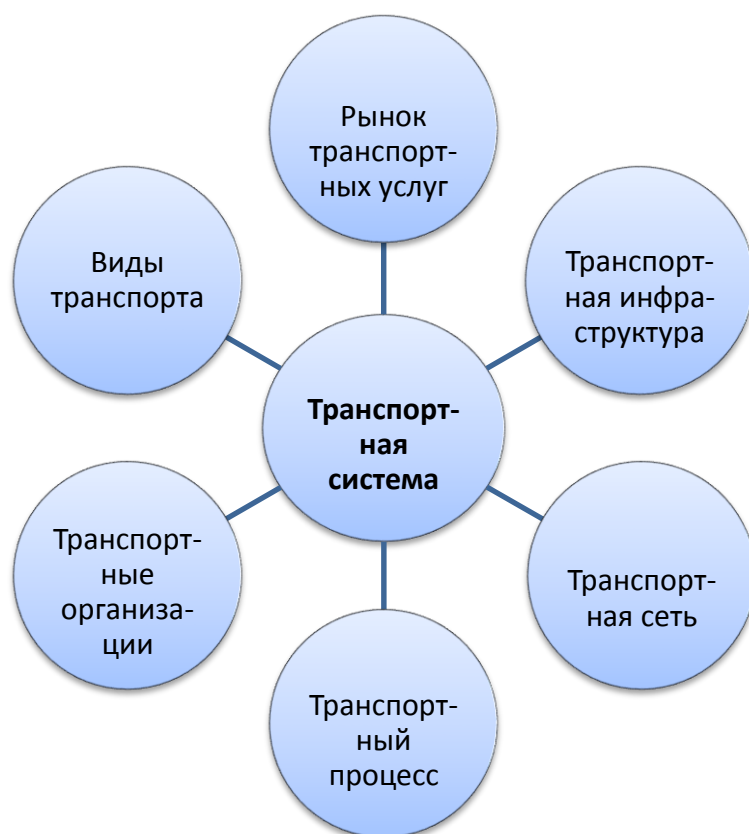 Рынок
транспорт-
ных услуг
Виды
транспорта
Транспорт-
ная инфра-
структура
Транспорт-
ная
система
Транспорт-
ные
организа-
ции
Транспорт-
ная сеть
Транспорт-
ный
процесс